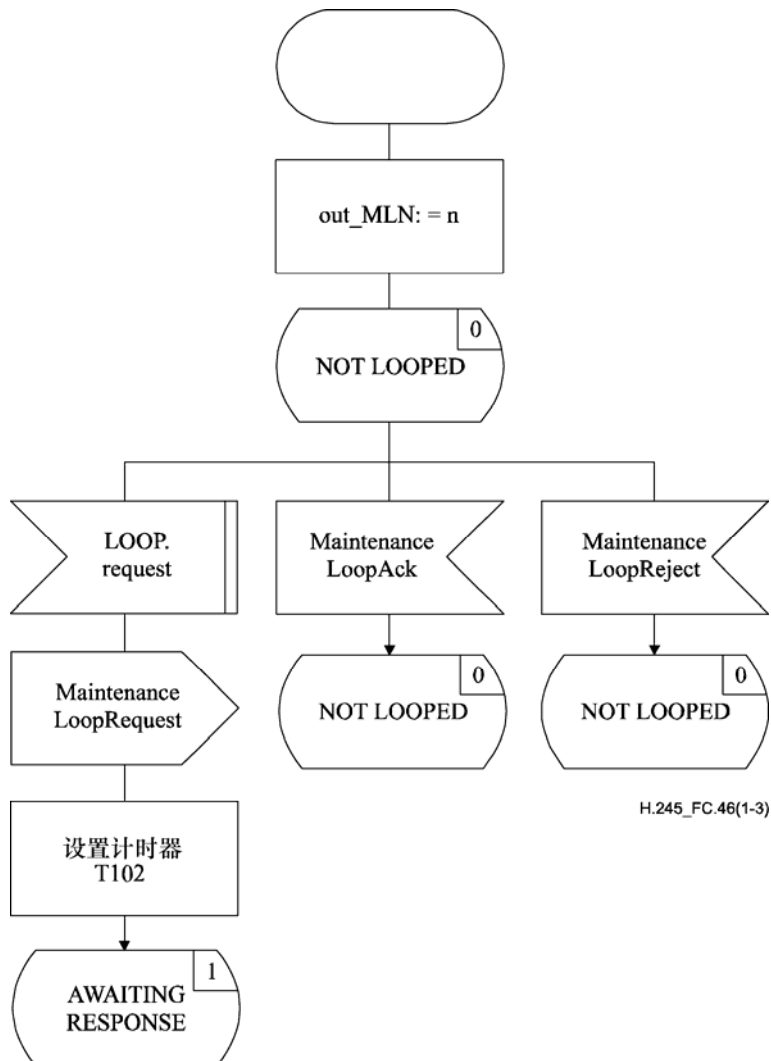 out_MLN: = n
0
NOT LOOPED
LOOP.
request
Maintenance
LoopAck
Maintenance
LoopReject
Maintenance
LoopRequest
0
NOT LOOPED
0
NOT LOOPED
H.245_FC.46(1-3)
设置计时器
T102
1
AWAITING
RESPONSE